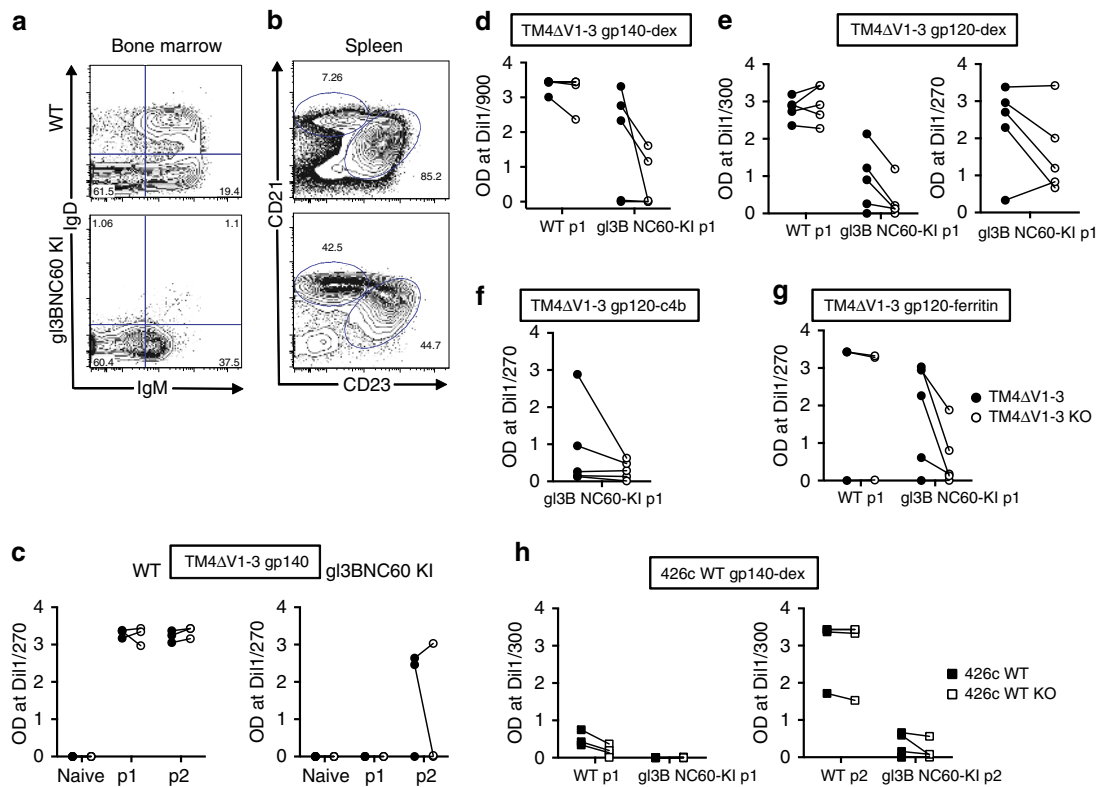 a
Bone marrow
WT
gl3BNC60 KI
IgD
61.5
19.4
1.06
1.1
60.4
37.5
IgM
b
Spleen
CD21
7.26
85.2
42.5
44.7
CD23
d
TM4ΔV1-3 gp140-dex
OD at Dil1/900
4
3
2
1
0
WT p1
gl3B NC60-KI p1
e
TM4ΔV1-3 gp120-dex
OD at Dil1/300
4
3
2
1
0
WT p1
gl3B NC60-KI p1
OD at Dil1/270
4
3
2
1
0
gl3B NC60-KI p1
f
TM4ΔV1-3 gp120-c4b
OD at Dil1/270
4
3
2
1
0
gl3B NC60-KI p1
g
TM4ΔV1-3 gp120-ferritin
OD at Dil1/270
4
3
2
1
0
WT p1
gl3B NC60-KI p1
TM4ΔV1-3
TM4ΔV1-3 KO
c
WT
TM4ΔV1-3 gp140
gl3BNC60 KI
OD at Dil1/270
4
3
2
1
0
Naive
p1
p2
OD at Dil1/270
4
3
2
1
0
Naive
p1
p2
h
426c WT gp140-dex
OD at Dil1/300
4
3
2
1
0
WT p1
gl3B NC60-KI p1
OD at Dil1/300
4
3
2
1
0
WT p2
gl3B NC60-KI p2
426c WT
426c WT KO